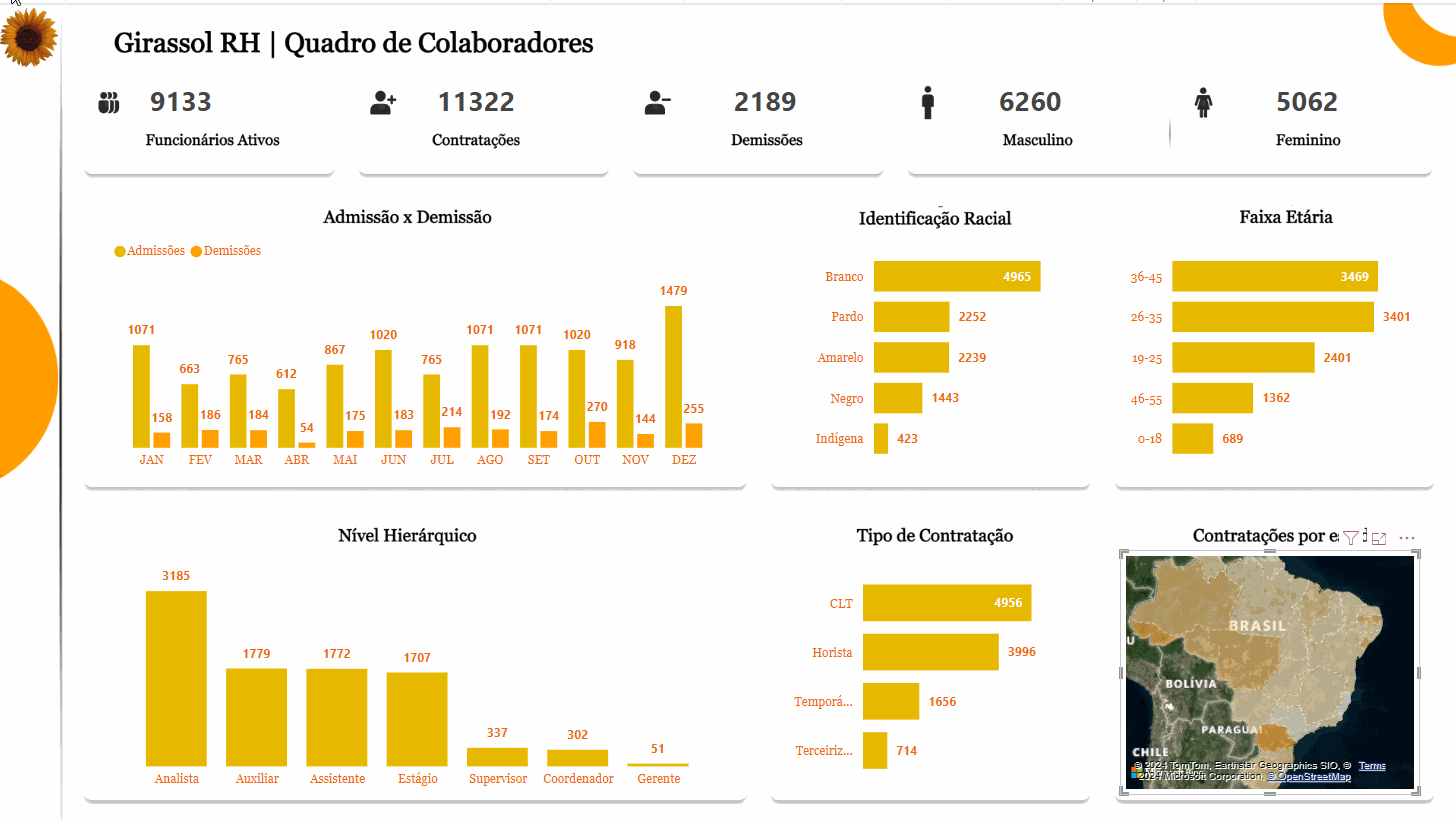 Girassol RH | Quadro de Colaboradores
9133
Funcionários Ativos
11322
Contratações
2189
Demissões
6260
Masculino
5062
Feminino
Admissão x Demissão
Admissões Demissões
1071 663 765 612 867 1020 765 1071 1071 1020 918 1479
158 186 184 54 175 183 214 192 174 270 144 255
JAN FEV MAR ABR MAI JUN JUL AGO SET OUT NOV DEZ
Identificação Racial
Branco 4965
Pardo 2252
Amarelo 2239
Negro 1443
Indígena 423
Faixa Etária
36-45 3469
26-35 3401
19-25 2401
46-55 1362
0-18 689
Nível Hierárquico
3185 1779 1772 1707 337 302 51
Analista Auxiliar Assistente Estágio Supervisor Coordenador Gerente
Tipo de Contratação
CLT 4956
Horista 3996
Temporá... 1656
Terceiriz... 714
Contratações por
BRASIL
BOLÍVIA
PARAGUAI
CHILE
© 2024 TomTom, Earthstar Geographics SIO, © Terms
2024 Microsoft Corporation, © OpenStreetMap